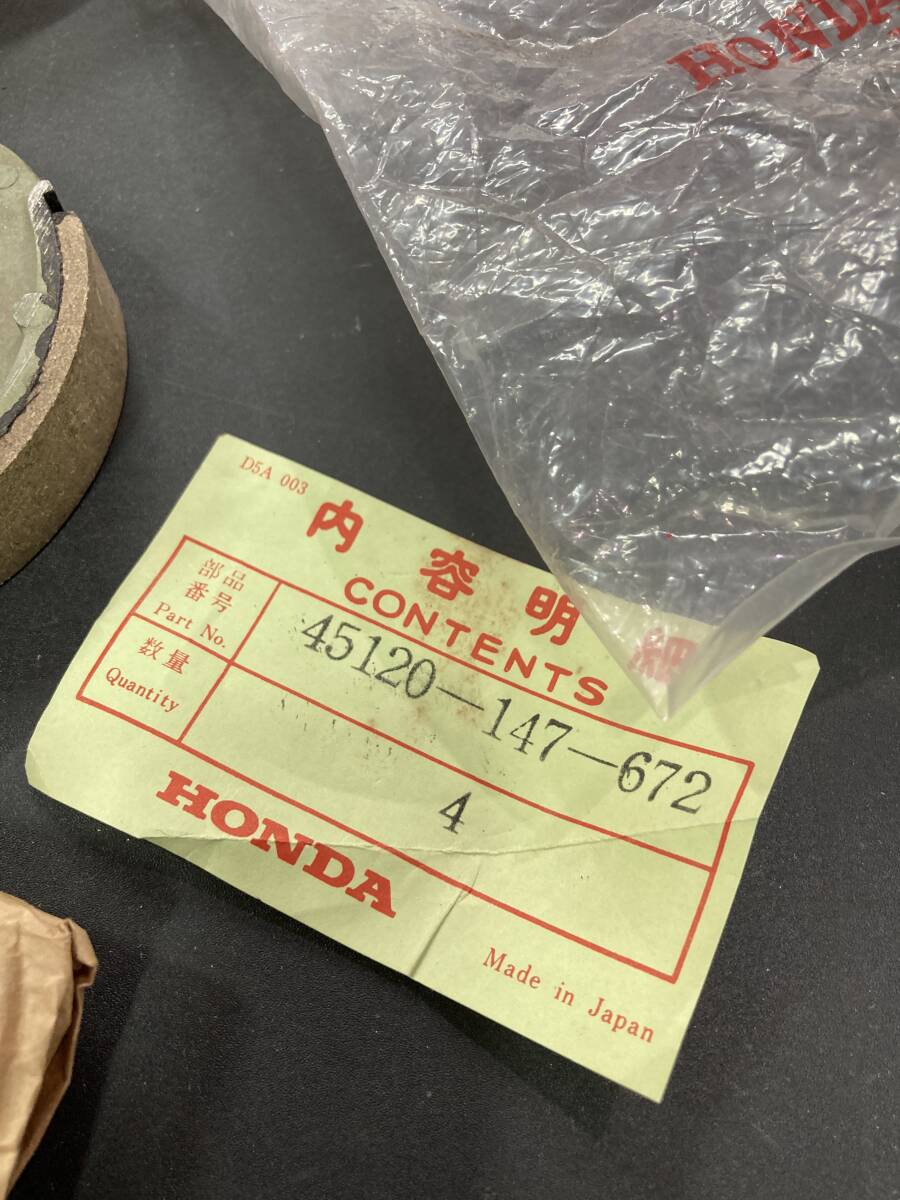 HONDA
D5A 003
内容明細
CONTENTS
部品
番号
Part No.
45120-147-672
数量
Quantity
4
HONDA
Made in Japan